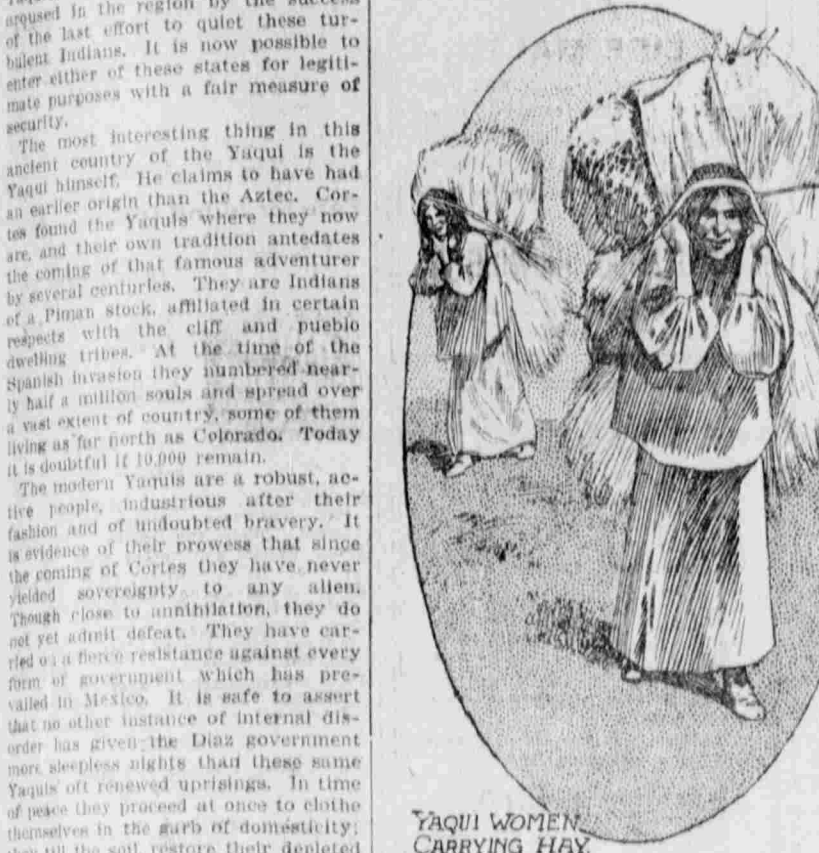 aroused in the region by the success
of the last effort to quiet these tur-
bulent Indians. It is now possible to
enter either of these states for legiti-
mate purposes with a fair measure of
security.
The most interesting thing in this
ancient country of the Yaqui is the
Yaqui himself. He claims to have had
an earlier origin than the Aztec. Cor-
tes found the Yaquis where they now
are, and their own tradition antedates
the coming of that famous adventurer
by several centuries. They are Indians
of a Piman stock, affiliated in certain
respects with the cliff and pueblo
dwelling tribes. At the time of the
Spanish invasion they numbered near-
ly half a million souls and spread over
a vast extent of country, some of them
living as far north as Colorado. Today
it is doubtful if 10,000 remain.
The modern Yaquis are a robust, ac-
tive people, industrious after their
fashion and of undoubted bravery. It
is evidence of their prowess that since
the coming of Cortes they have never
yielded sovereignty to any alien.
Though close to annihilation, they do
not yet admit defeat. They have car-
ried on a fierce resistance against every
form of government which has pre-
vailed in Mexico. It is safe to assert
that no other instance of internal dis-
order has given the Diaz government
more sleepless nights than these same
Yaquis' oft renewed uprisings. In time
of peace they proceed at once to clothe
themselves in the garb of domesticity;
they till the soil, restore their depleted
YAQUI WOMEN
CARRYING HAY.